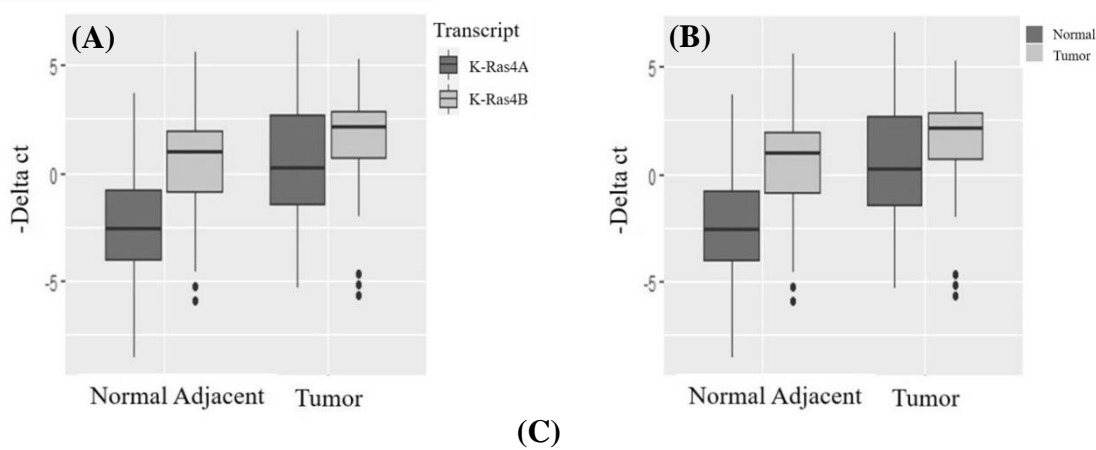 (A)
Transcript
K-Ras4A
K-Ras4B
5
0
-5
-Delta ct
Normal Adjacent Tumor
(B)
Normal
Tumor
5
0
-5
-Delta ct
Normal Adjacent Tumor
(C)